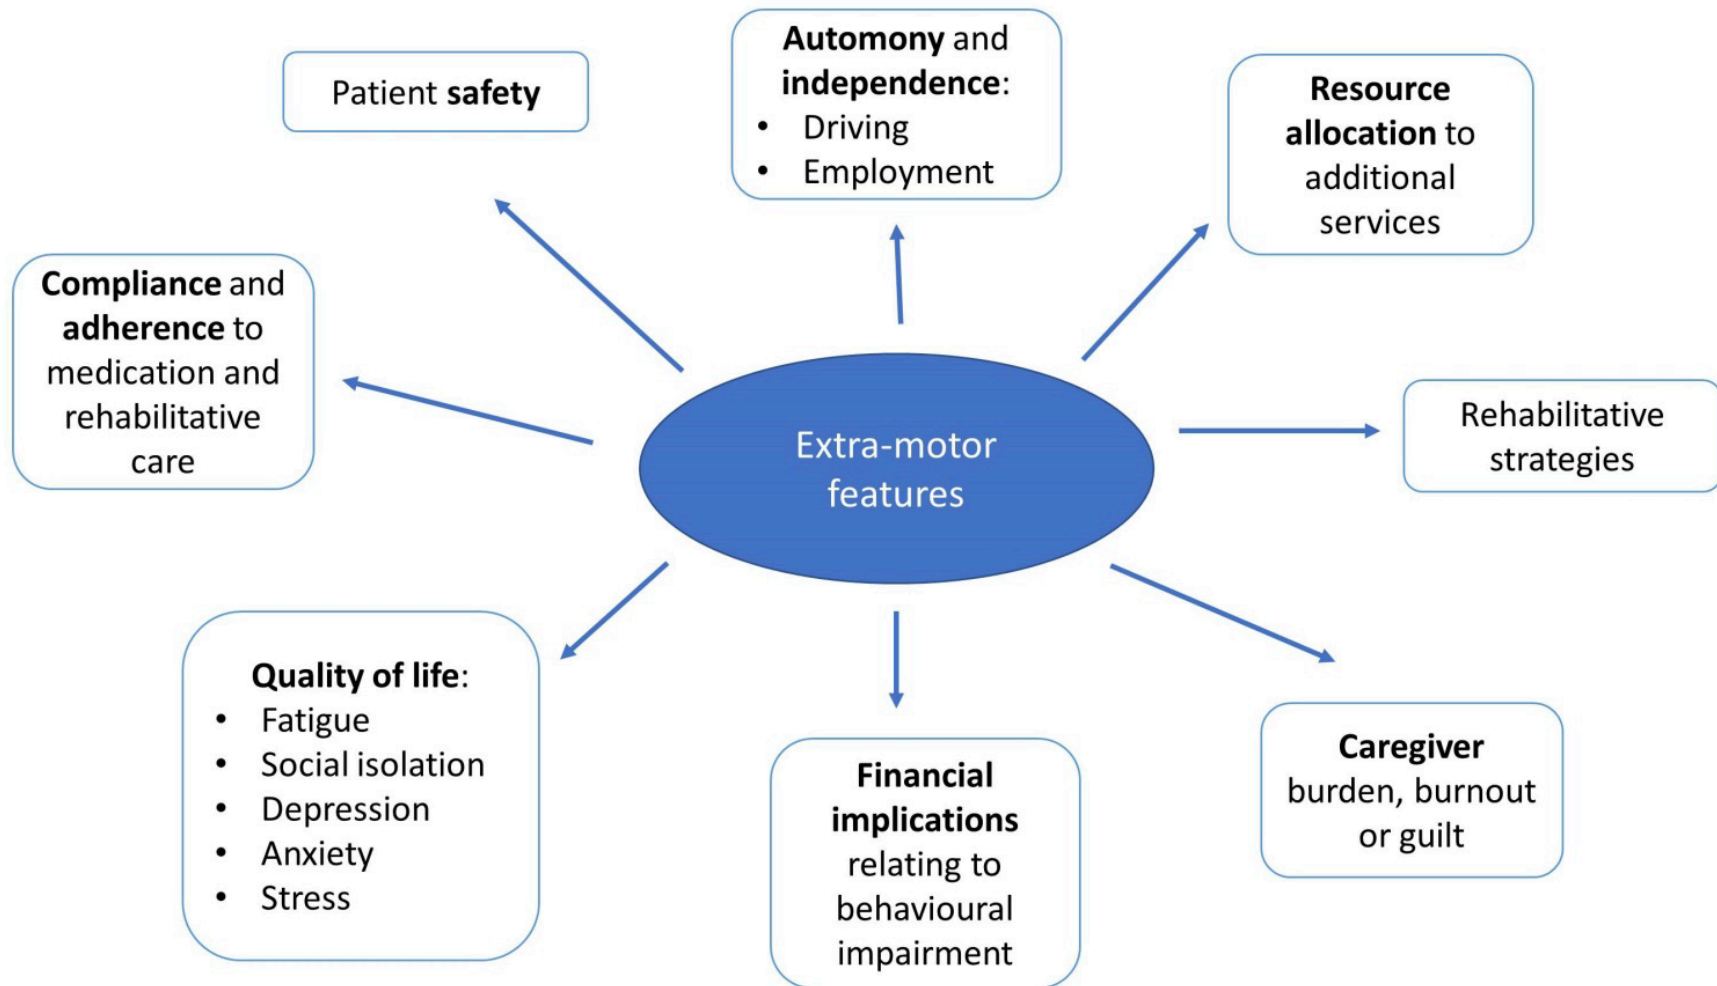 Patient safety
Automony and
independence:
• Driving
• Employment
Resource
allocation to
additional
services
Compliance and
adherence to
medication and
rehabilitative
care
Extra-motor
features
Rehabilitative
strategies
Quality of life:
• Fatigue
• Social isolation
• Depression
• Anxiety
• Stress
Financial
implications
relating to
behavioural
impairment
Caregiver
burden, burnout
or guilt